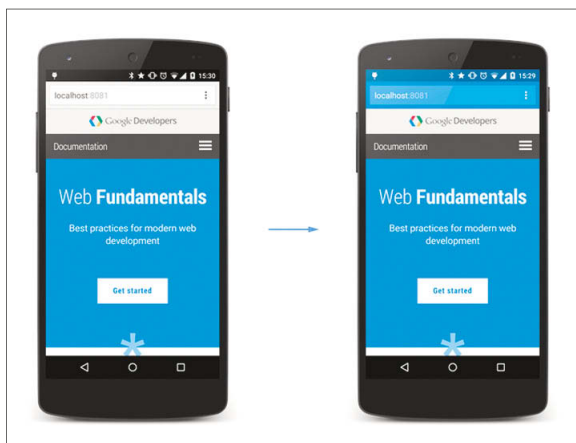 15:30
localhost:8081
Google Developers
Documentation
Web Fundamentals
Best practices for modern web
development
Get started
15:29
localhost:8081
Google Developers
Documentation
Web Fundamentals
Best practices for modern web
development
Get started